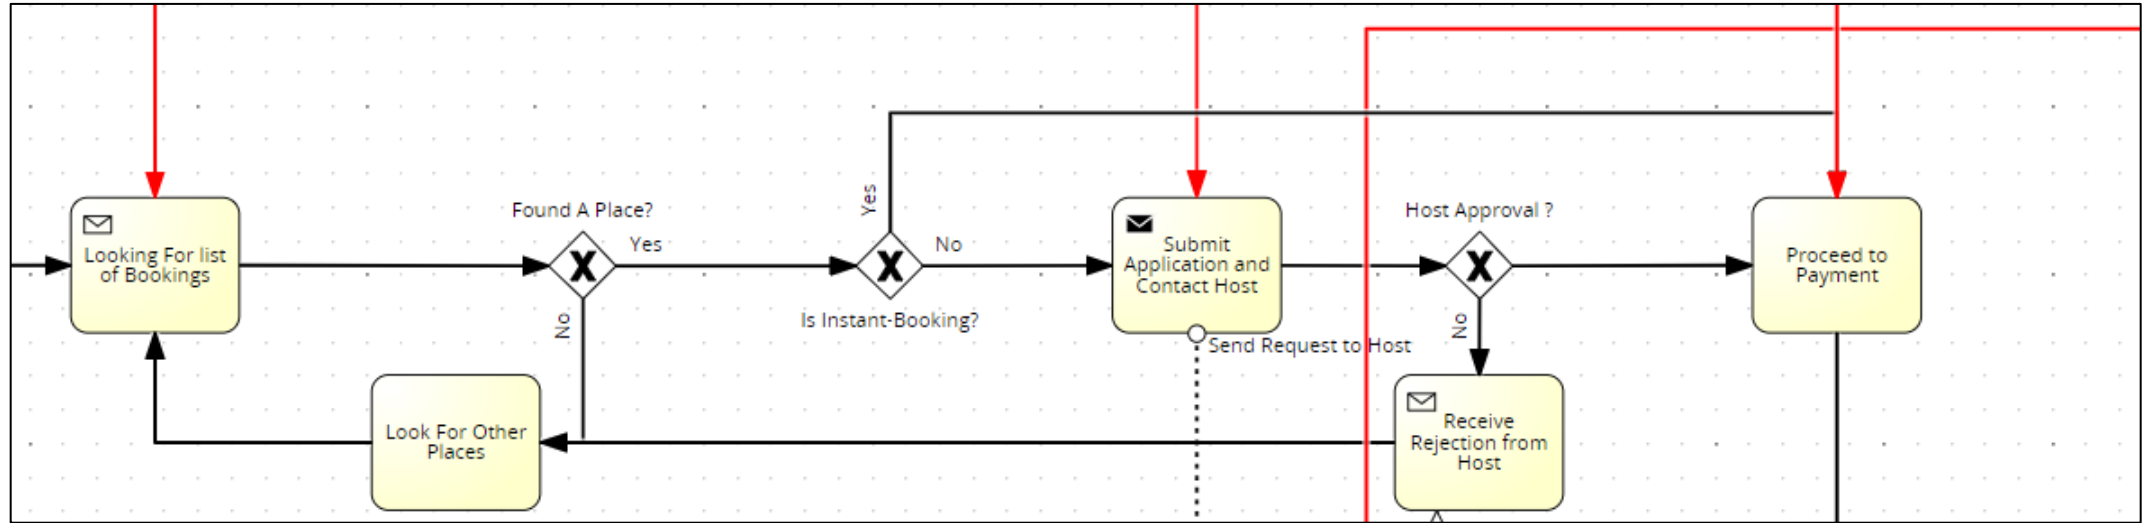 Looking For list
of Bookings
Found A Place?
Yes
No
Yes
No
Is Instant-Booking?
Submit
Application and
Contact Host
Send Request to Host
Host Approval ?
No
Proceed to
Payment
Look For Other
Places
Receive
Rejection from
Host